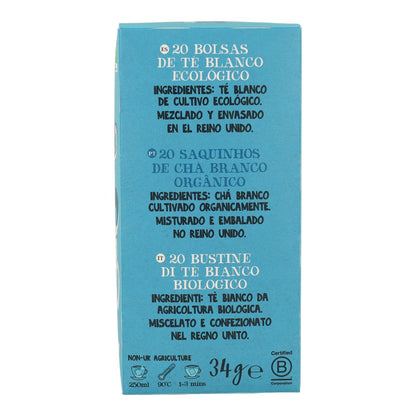 ES 20 BOLSAS
DE TÉ BLANCO
ECOLÓGICO
INGREDIENTES: TÉ BLANCO
DE CULTIVO ECOLÓGICO.
MEZCLADO Y ENVASADO
EN EL REINO UNIDO.
PT 20 SAQUINHOS
DE CHÁ BRANCO
ORGÂNICO
INGREDIENTES: CHÁ BRANCO
CULTIVADO ORGANICAMENTE.
MISTURADO E EMBALADO
NO REINO UNIDO.
IT 20 BUSTINE
DI TE BIANCO
BIOLOGICO
INGREDIENTI: TÈ BIANCO DA
AGRICOLTURA BIOLOGICA.
MISCELATO E CONFEZIONATO
NEL REGNO UNITO.
NON-UK AGRICULTURE
250ml 90°C 1-3 mins
34g e
Certified
B
Corporation